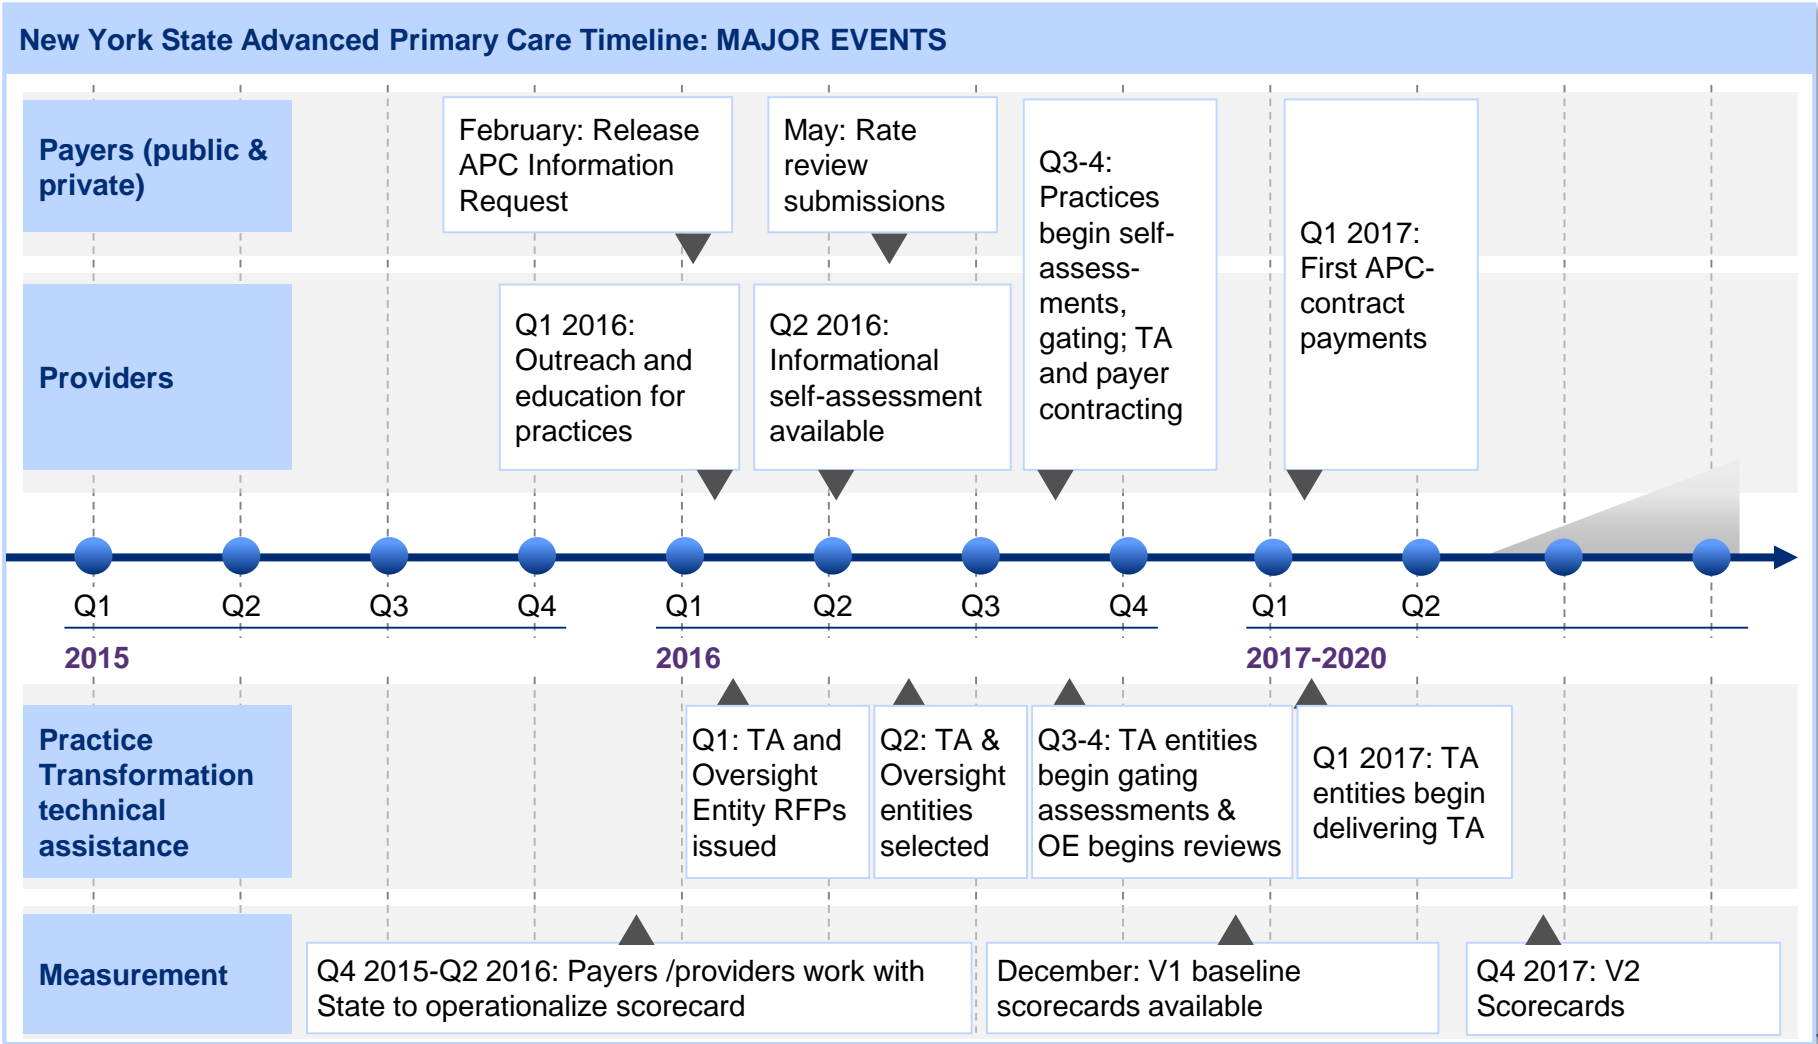 New York State Advanced Primary Care Timeline: MAJOR EVENTS
Payers (public &
private)
February: Release
APC Information
Request
May: Rate
review
submissions
Q3-4:
Practices
begin self-
assess-
ments,
gating; TA
and payer
contracting
Q1 2017:
First APC-
contract
payments
Providers
Q1 2016:
Outreach and
education for
practices
Q2 2016:
Informational
self-assessment
available
Q1 Q2 Q3 Q4 Q1 Q2 Q3 Q4 Q1 Q2
2015 2016 2017-2020
Practice
Transformation
technical
assistance
Q1: TA and
Oversight
Entity RFPs
issued
Q2: TA &
Oversight
entities
selected
Q3-4: TA entities
begin gating
assessments &
OE begins reviews
Q1 2017: TA
entities begin
delivering TA
Measurement
Q4 2015-Q2 2016: Payers /providers work with
State to operationalize scorecard
December: V1 baseline
scorecards available
Q4 2017: V2
Scorecards